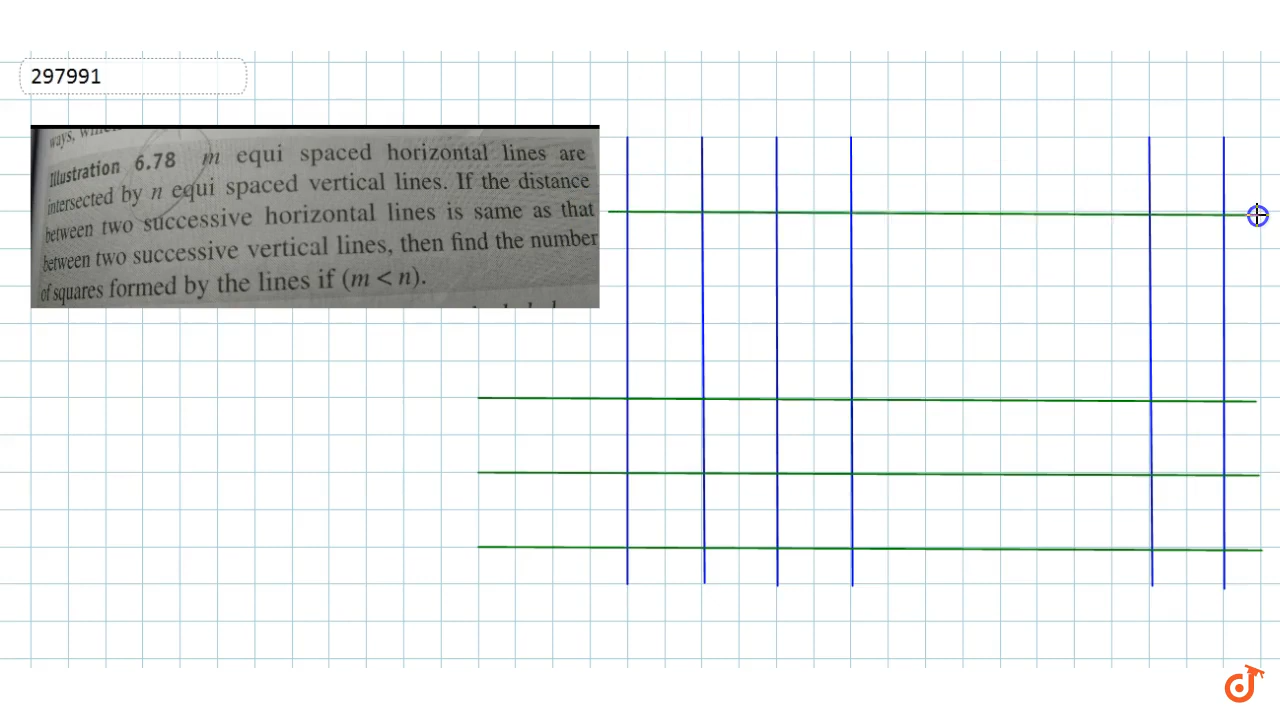 297991
ways,
Illustration 6.78 m equi spaced horizontal lines are
intersected by n equi spaced vertical lines. If the distance
between two successive horizontal lines is same as that
between two successive vertical lines, then find the number
of squares formed by the lines if (m < n).